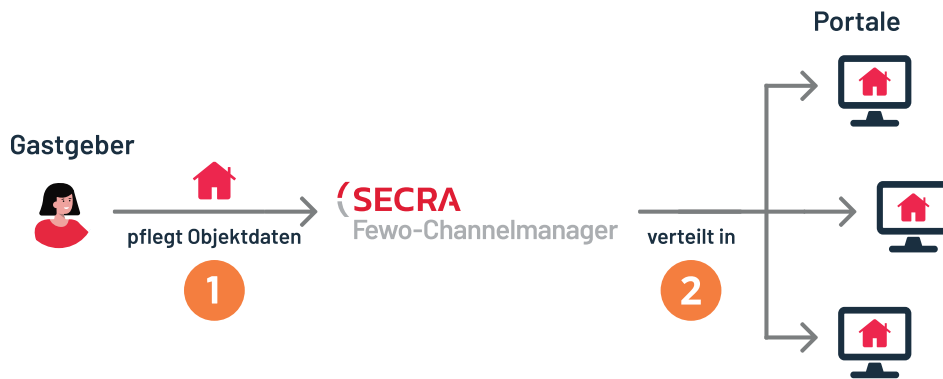 Portale
Gastgeber
SECRA
Fewo-Channelmanager
pflegt Objektdaten
verteilt in
1
2